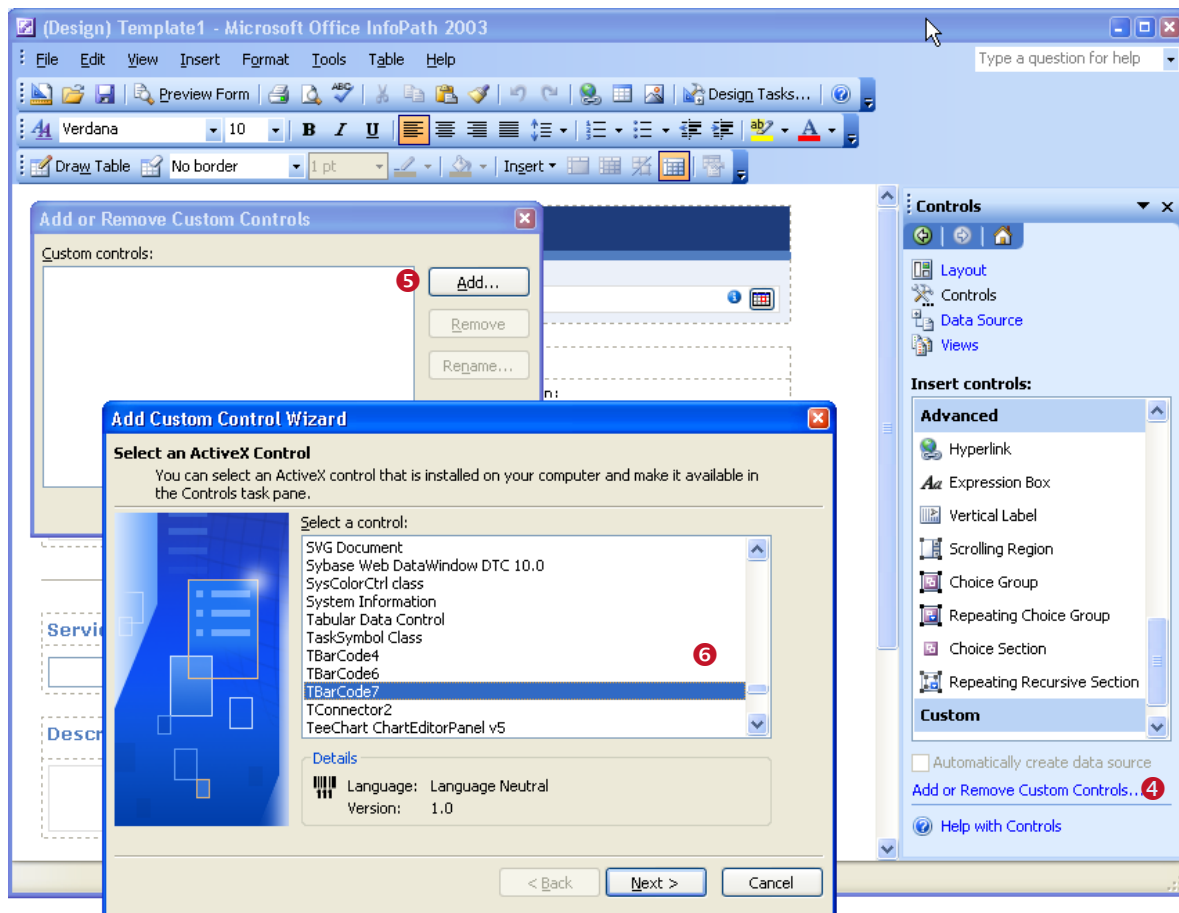 (Design) Template1 - Microsoft Office InfoPath 2003
File Edit View Insert Format Tools Table Help
Type a question for help
Preview Form
Design Tasks...
Verdana 10 B I U
Draw Table No border 1 pt Insert
Add or Remove Custom Controls
Custom controls:
5
Add...
Remove
Rename...
n:
Servi
Descr
Add Custom Control Wizard
Select an ActiveX Control
You can select an ActiveX control that is installed on your computer and make it available in
the Controls task pane.
Select a control:
SVG Document
Sybase Web DataWindow DTC 10.0
SysColorCtrl class
System Information
Tabular Data Control
TaskSymbol Class
TBarCode4
6
TBarCode6
TBarCode7
TConnector2
TeeChart ChartEditorPanel v5
Details
Language: Language Neutral
Version: 1.0
< Back Next > Cancel
Controls
Layout
Controls
Data Source
Views
Insert controls:
Advanced
Hyperlink
Aa Expression Box
Vertical Label
Scrolling Region
Choice Group
Repeating Choice Group
Choice Section
Repeating Recursive Section
Custom
Automatically create data source
Add or Remove Custom Controls...
4
Help with Controls